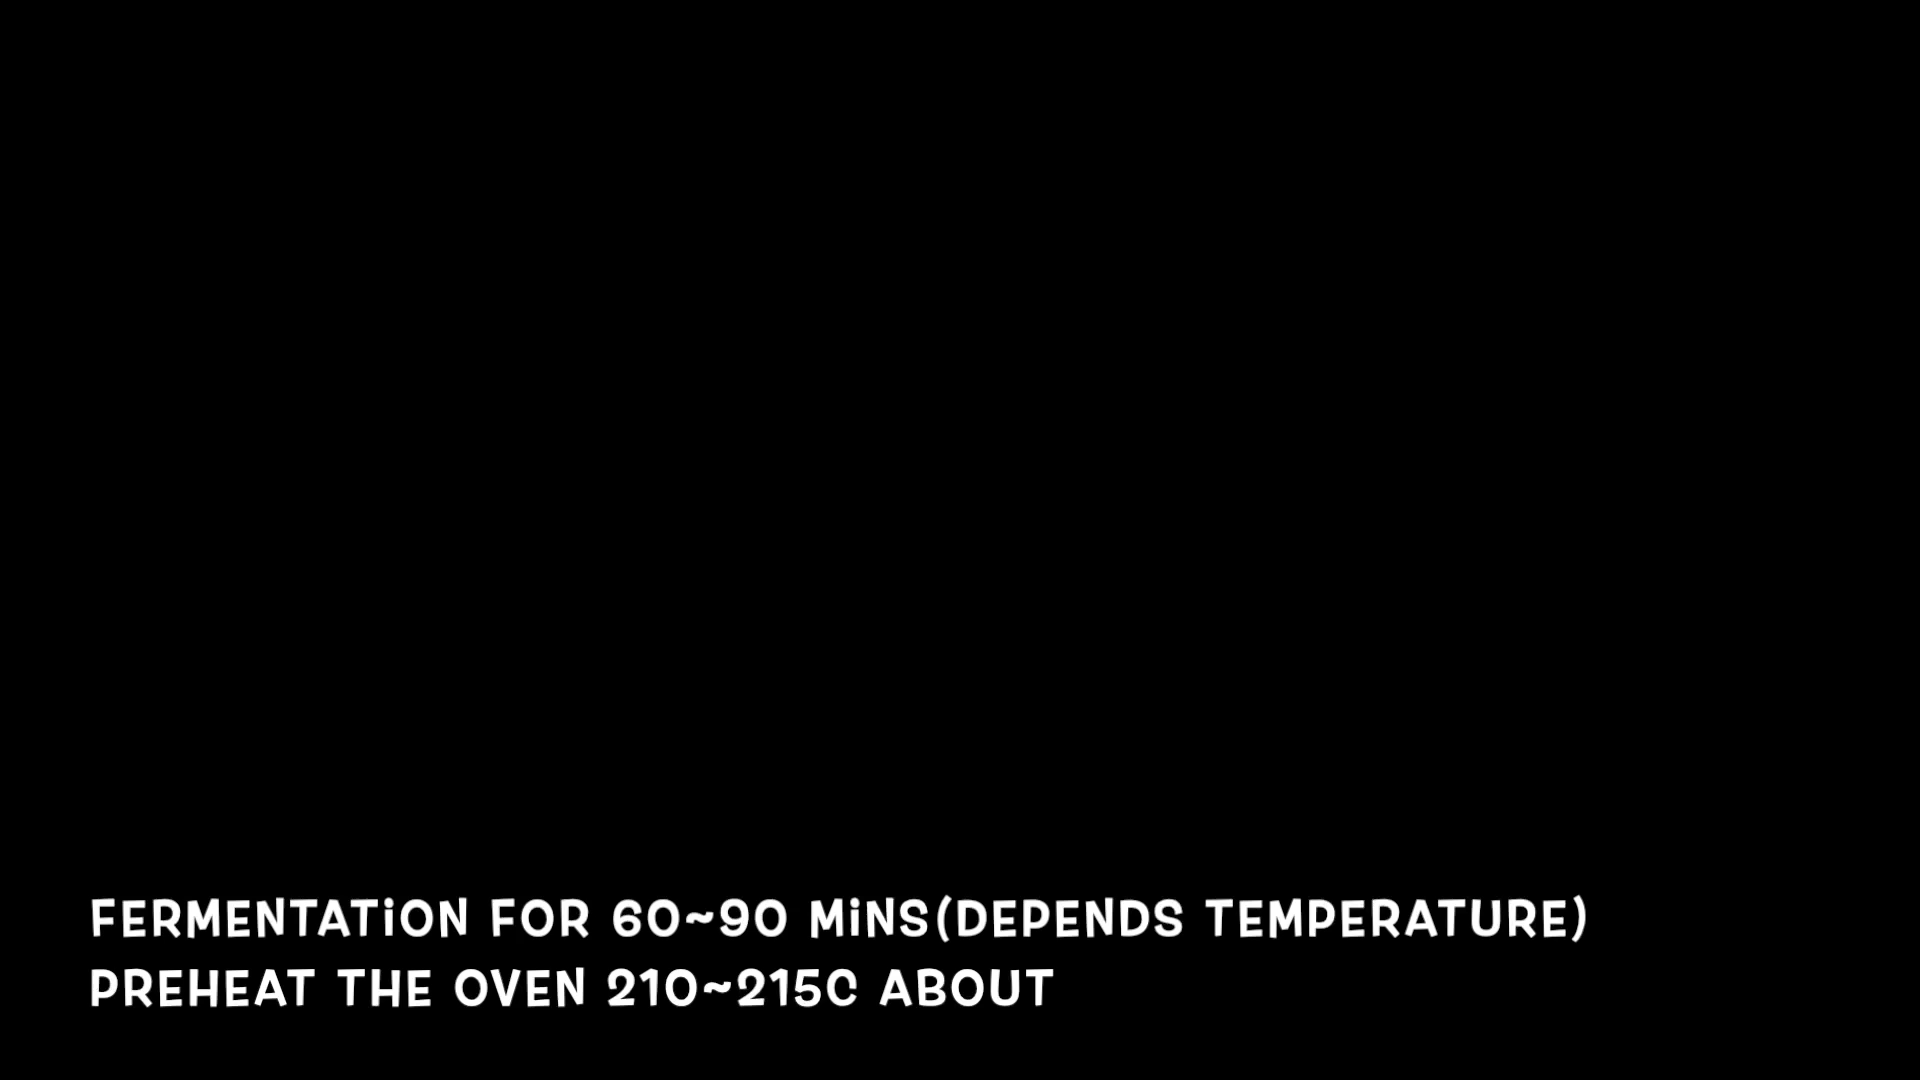 FERMENTATiON FOR 60~90 MiNS(DEPENDS TEMPERATURE)
PREHEAT THE OVEN 210~215C ABOUT